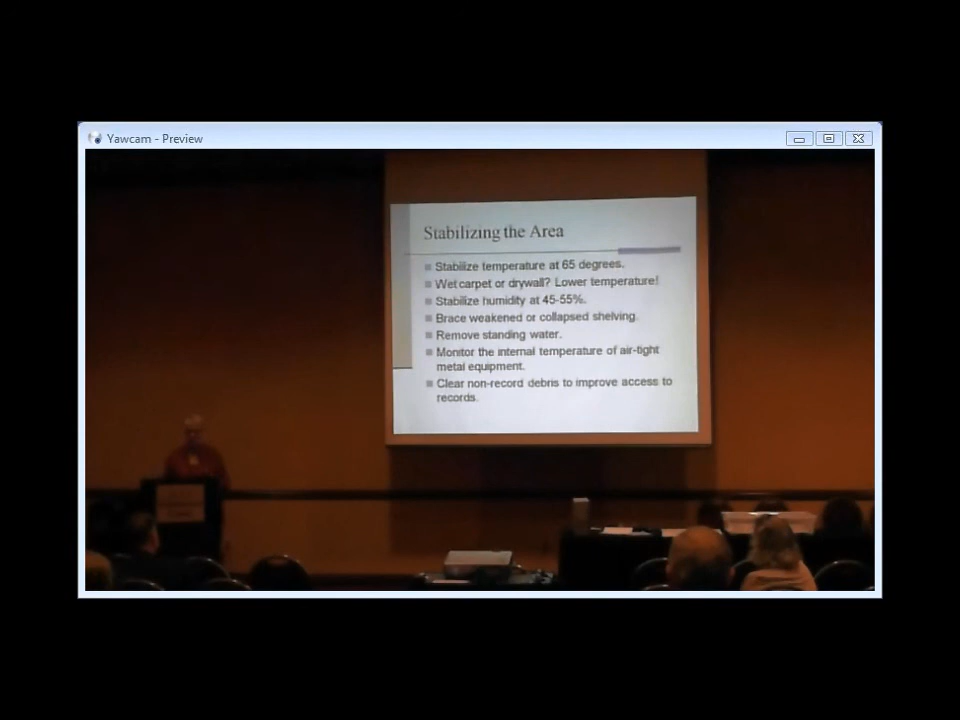 Yawcam - Preview
Stabilizing the Area
Stabilize temperature at 65 degrees.
Wet carpet or drywall? Lower temperature!
Stabilize humidity at 45-55%.
Brace weakened or collapsed shelving.
Remove standing water.
Monitor the internal temperature of air-tight
metal equipment.
Clear non-record debris to improve access to
records.